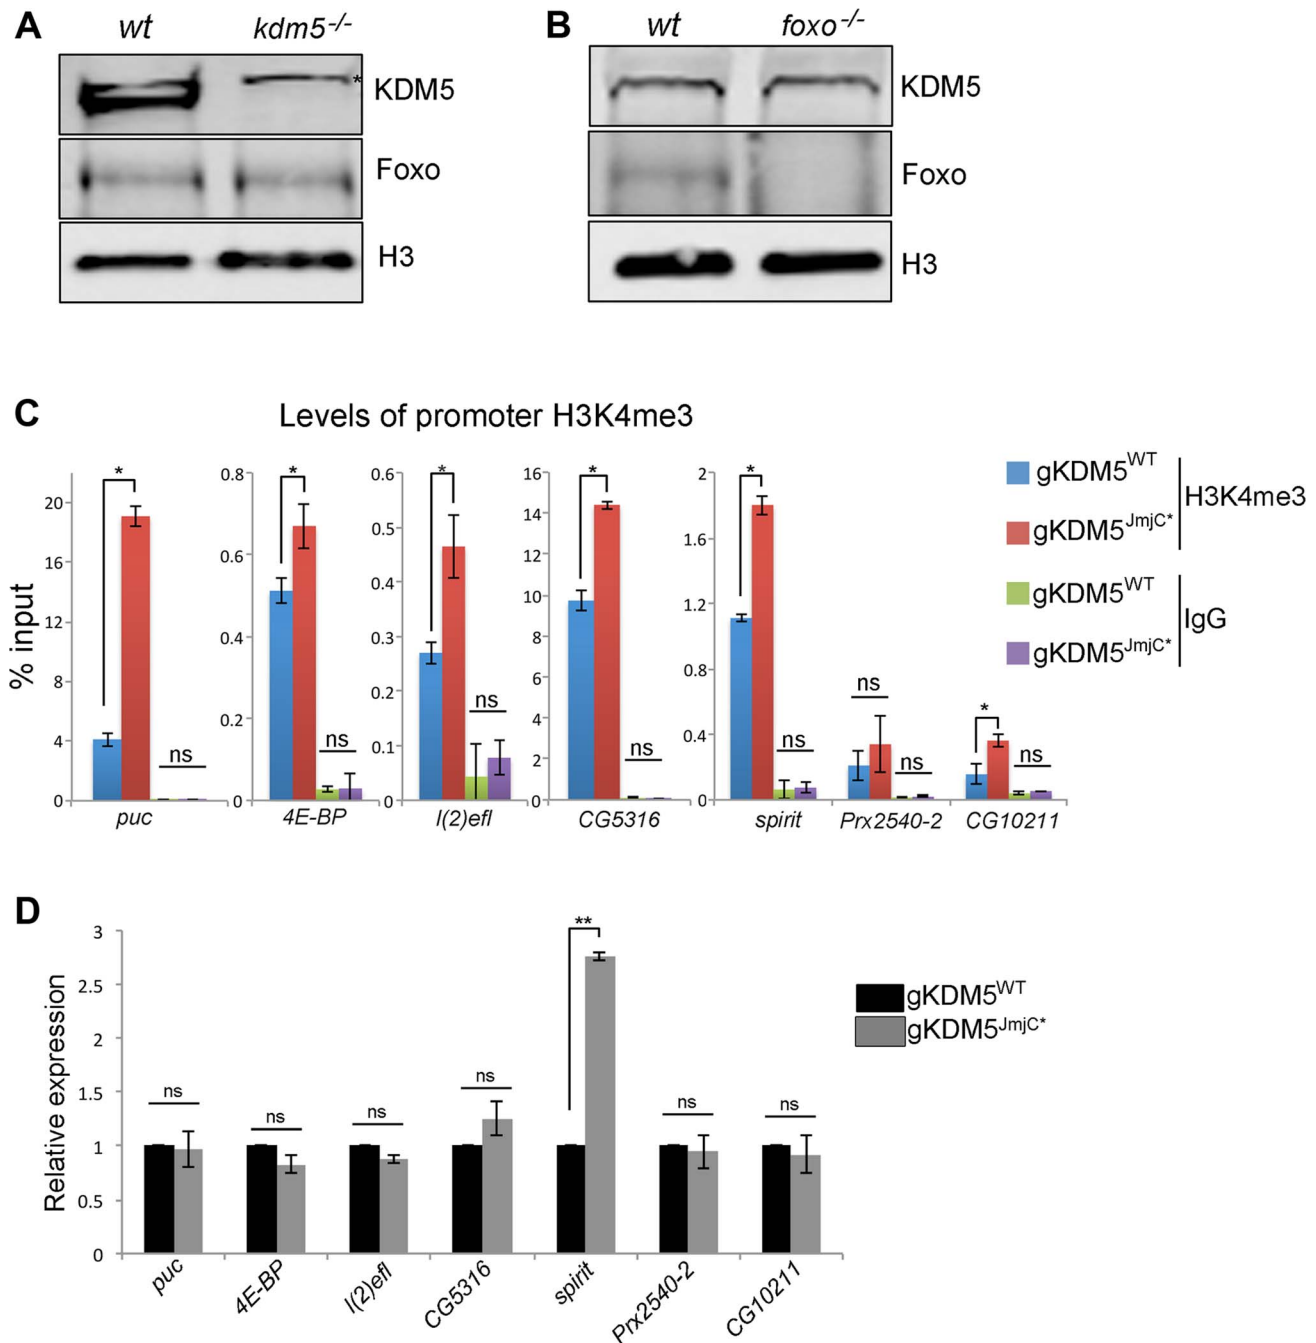 A
wt kdm5-/-
*
KDM5
Foxo
H3
B
wt foxo-/-
KDM5
Foxo
H3
C
Levels of promoter H3K4me3
% input
20
16
12
8
4
0
*
ns
puc
0.8
0.6
0.4
0.2
0
*
ns
4E-BP
0.6
0.5
0.4
0.3
0.2
0.1
0
*
ns
l(2)efl
16
14
12
10
8
6
4
2
0
*
ns
CG5316
2
1.6
1.2
0.8
0.4
0
*
ns
spirit
ns
ns
Prx2540-2
*
ns
CG10211
gKDM5WT
gKDM5JmjC*
H3K4me3
gKDM5WT
gKDM5JmjC*
IgG
D
Relative expression
3
2.5
2
1.5
1
0.5
0
ns
ns
ns
ns
**
ns
ns
puc
4E-BP
l(2)efl
CG5316
spirit
Prx2540-2
CG10211
gKDM5WT
gKDM5JmjC*